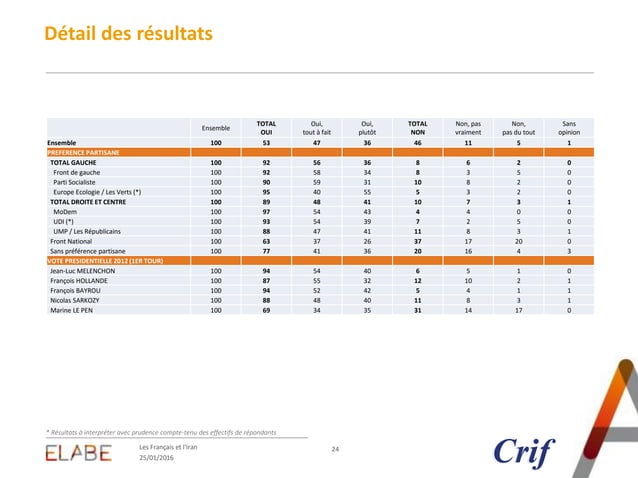 Détail des résultats
Ensemble TOTAL OUI Oui, tout à fait Oui, plutôt TOTAL NON Non, pas vraiment Non, pas du tout Sans opinion
Ensemble 100 53 47 36 46 11 5 1
PREFERENCE PARTISANE
TOTAL GAUCHE 100 92 56 36 8 6 2 0
Front de gauche 100 92 58 34 8 3 5 0
Parti Socialiste 100 90 59 31 10 8 2 0
Europe Ecologie / Les Verts (*) 100 95 40 55 5 3 2 0
TOTAL DROITE ET CENTRE 100 89 48 41 10 7 3 1
MoDem 100 97 54 43 4 4 0 0
UDI (*) 100 93 54 39 7 2 5 0
UMP / Les Républicains 100 88 47 41 11 8 3 1
Front National 100 63 37 26 37 17 20 0
Sans préférence partisane 100 77 41 36 20 16 4 3
VOTE PRESIDENTIELLE 2012 (1ER TOUR)
Jean-Luc MELENCHON 100 94 54 40 6 5 1 0
François HOLLANDE 100 87 55 32 12 10 2 1
François BAYROU 100 94 52 42 5 4 1 1
Nicolas SARKOZY 100 88 48 40 11 8 3 1
Marine LE PEN 100 69 34 35 31 14 17 0
* Résultats à interpréter avec prudence compte-tenu des effectifs de répondants
ELABE
Les Français et l'Iran
25/01/2016
24
Crif